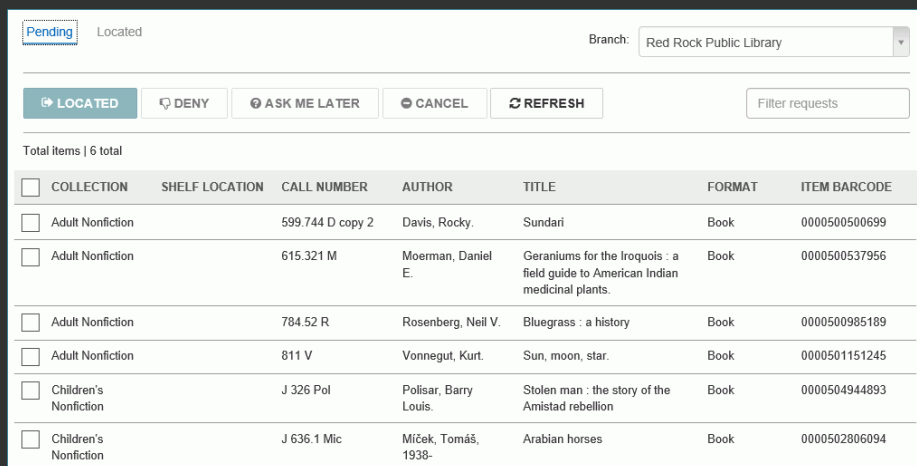 Pending Located
Branch: Red Rock Public Library
LOCATED DENY ASK ME LATER CANCEL REFRESH Filter requests
Total items | 6 total
COLLECTION SHELF LOCATION CALL NUMBER AUTHOR TITLE FORMAT ITEM BARCODE
Adult Nonfiction 599.744 D copy 2 Davis, Rocky. Sundari Book 0000500500699
Adult Nonfiction 615.321 M Moerman, Daniel Geraniums for the Iroquois : a Book 0000500537956
E. field guide to American Indian
medicinal plants.
Adult Nonfiction 784.52 R Rosenberg, Neil V. Bluegrass : a history Book 0000500985189
Adult Nonfiction 811 V Vonnegut, Kurt. Sun, moon, star. Book 0000501151245
Children's J 326 Pol Polisar, Barry Stolen man : the story of the Book 0000504944893
Nonfiction Louis. Amistad rebellion
Children's J 636.1 Mic Míček, Tomáš, Arabian horses Book 0000502806094
Nonfiction 1938-